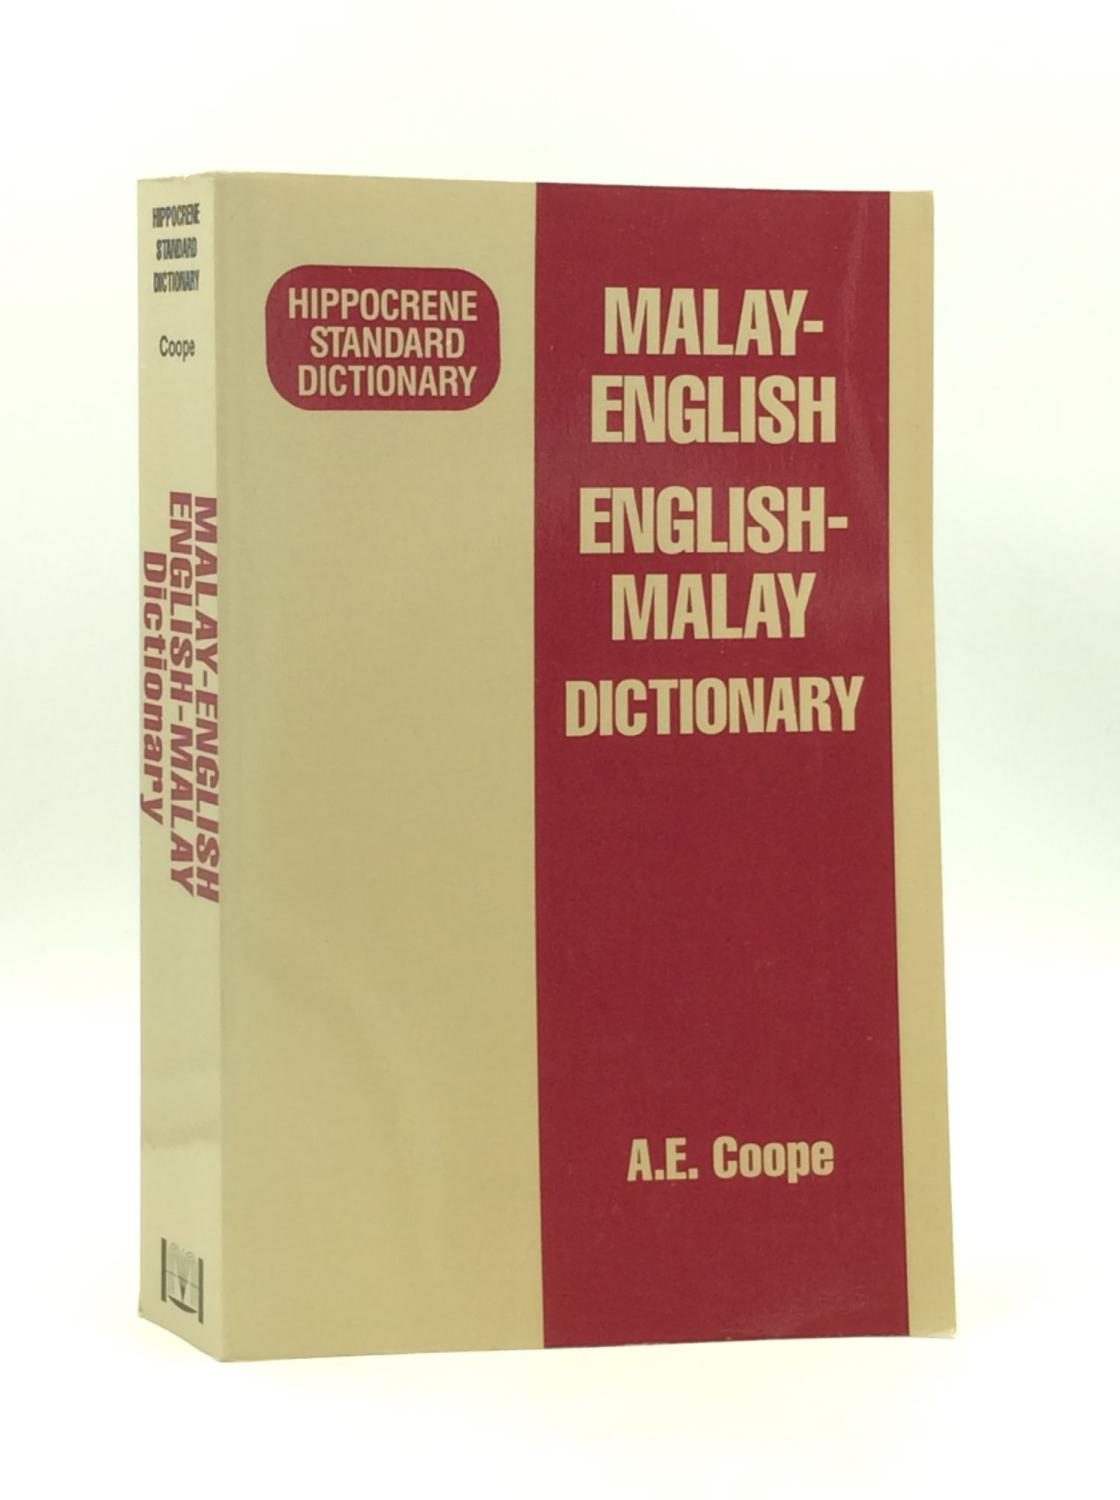 HIPPOCRENE
STANDARD
DICTIONARY
Coope
MALAY-ENGLISH
ENGLISH-MALAY
Dictionary
HIPPOCRENE
STANDARD
DICTIONARY
MALAY-
ENGLISH
ENGLISH-
MALAY
DICTIONARY
A.E. Coope